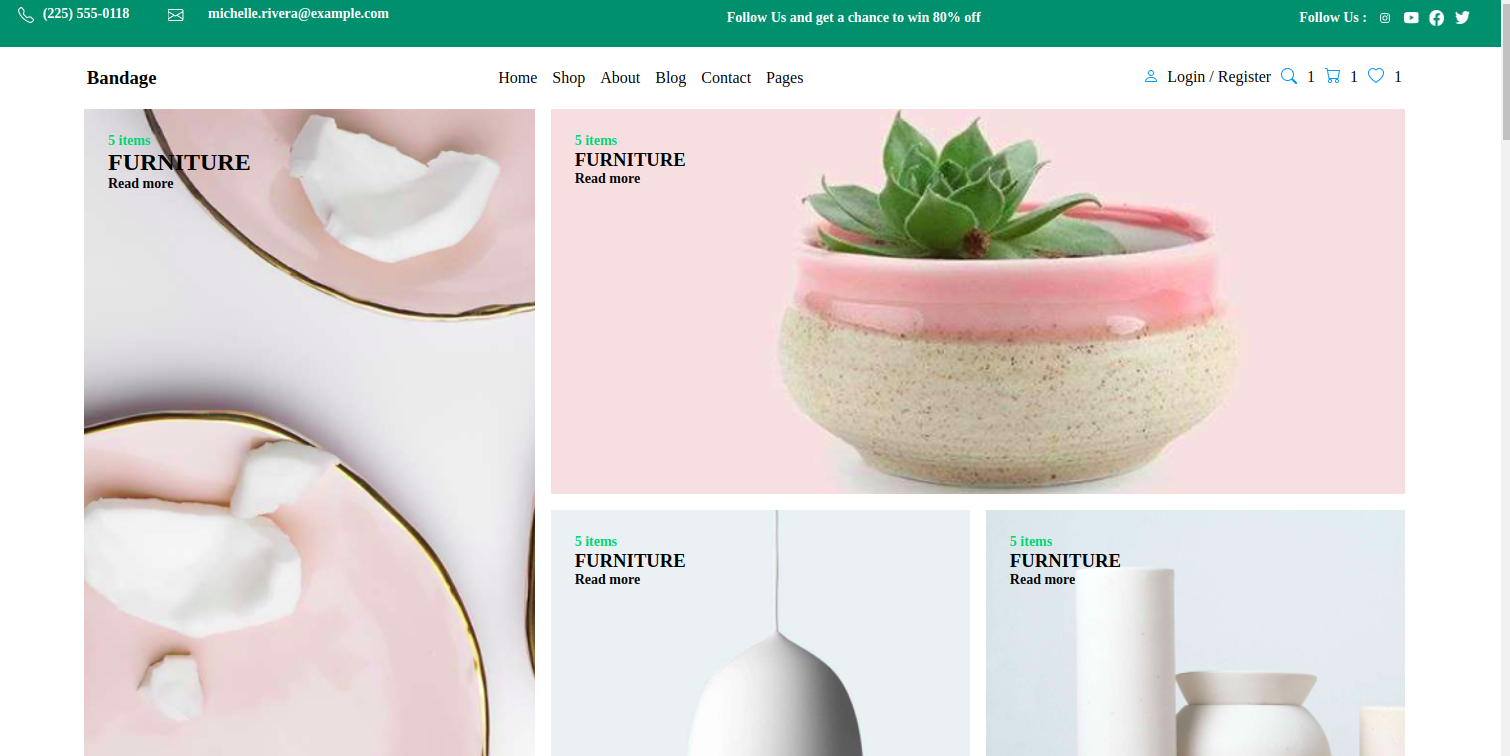 (225) 555-0118 michelle.rivera@example.com Follow Us and get a chance to win 80% off Follow Us :
Bandage Home Shop About Blog Contact Pages Login / Register 1 1 1
5 items
FURNITURE
Read more
5 items
FURNITURE
Read more
5 items
FURNITURE
Read more
5 items
FURNITURE
Read more